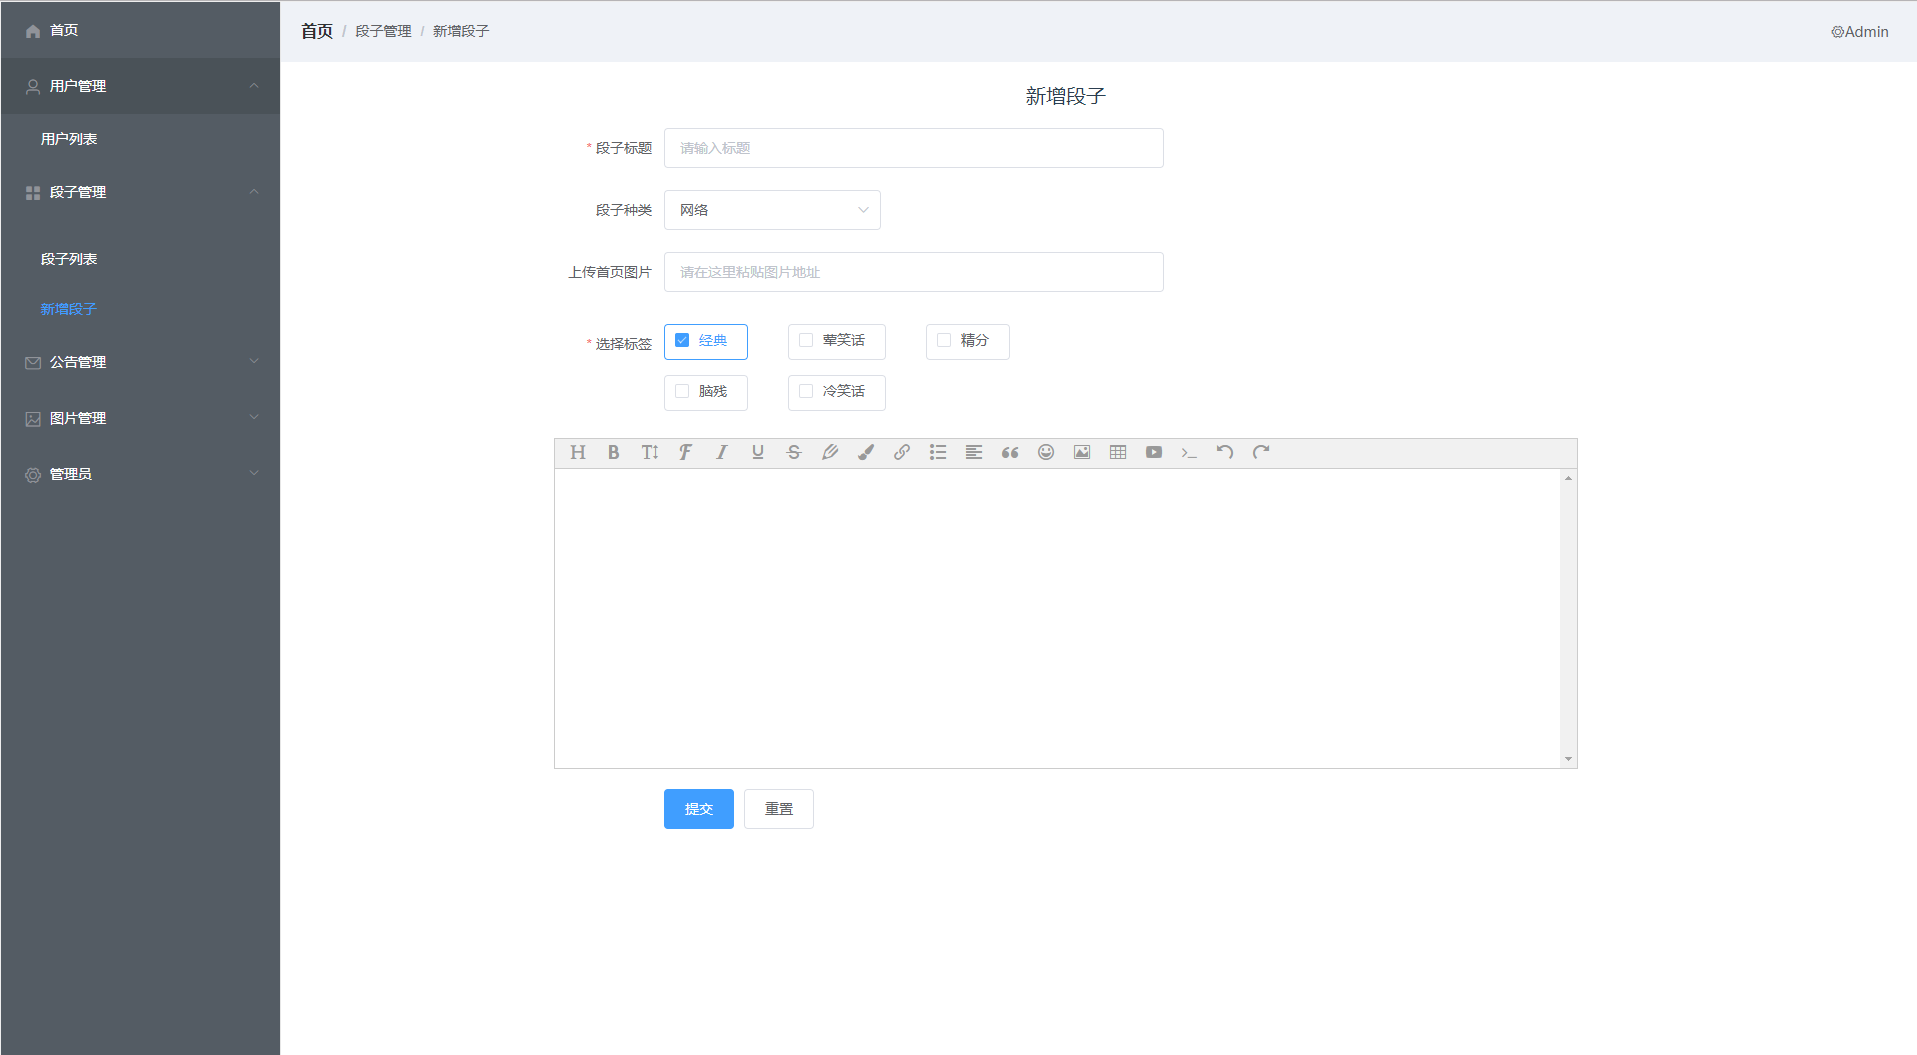 首页
用户管理
用户列表
段子管理
段子列表
新增段子
公告管理
图片管理
管理员
首页 / 段子管理 / 新增段子
Admin
新增段子
* 段子标题 请输入标题
段子种类 网络
上传首页图片 请在这里粘贴图片地址
* 选择标签 经典 荤笑话 精分
脑残 冷笑话
提交 重置